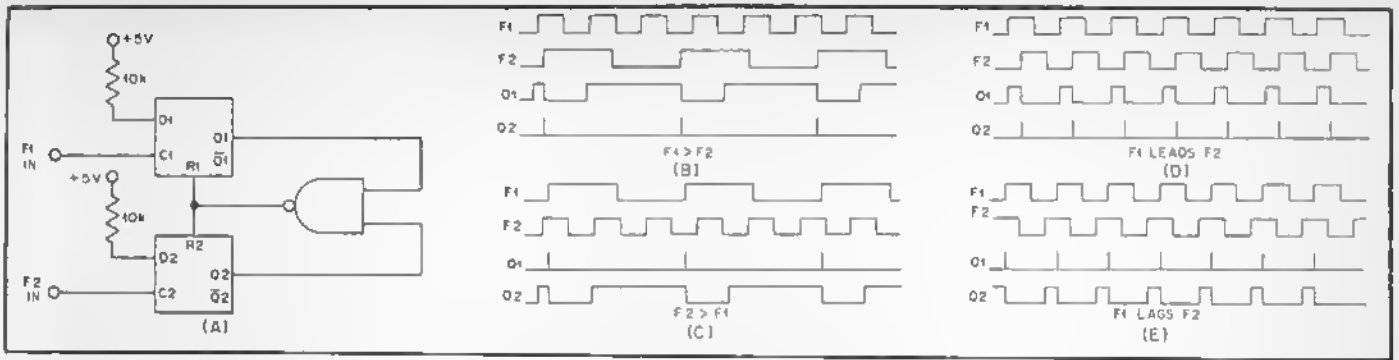 +5V
10k
D1
Q1
F1 IN
C1
Q̅1
R1
+5V
10k
R2
D2
Q2
F2 IN
C2
Q̅2
(A)
F1
F2
Q1
Q2
F1 > F2
(B)
F1
F2
Q1
Q2
F2 > F1
(C)
F1
F2
Q1
Q2
F1 LEADS F2
(D)
F1
F2
Q1
Q2
F1 LAGS F2
(E)